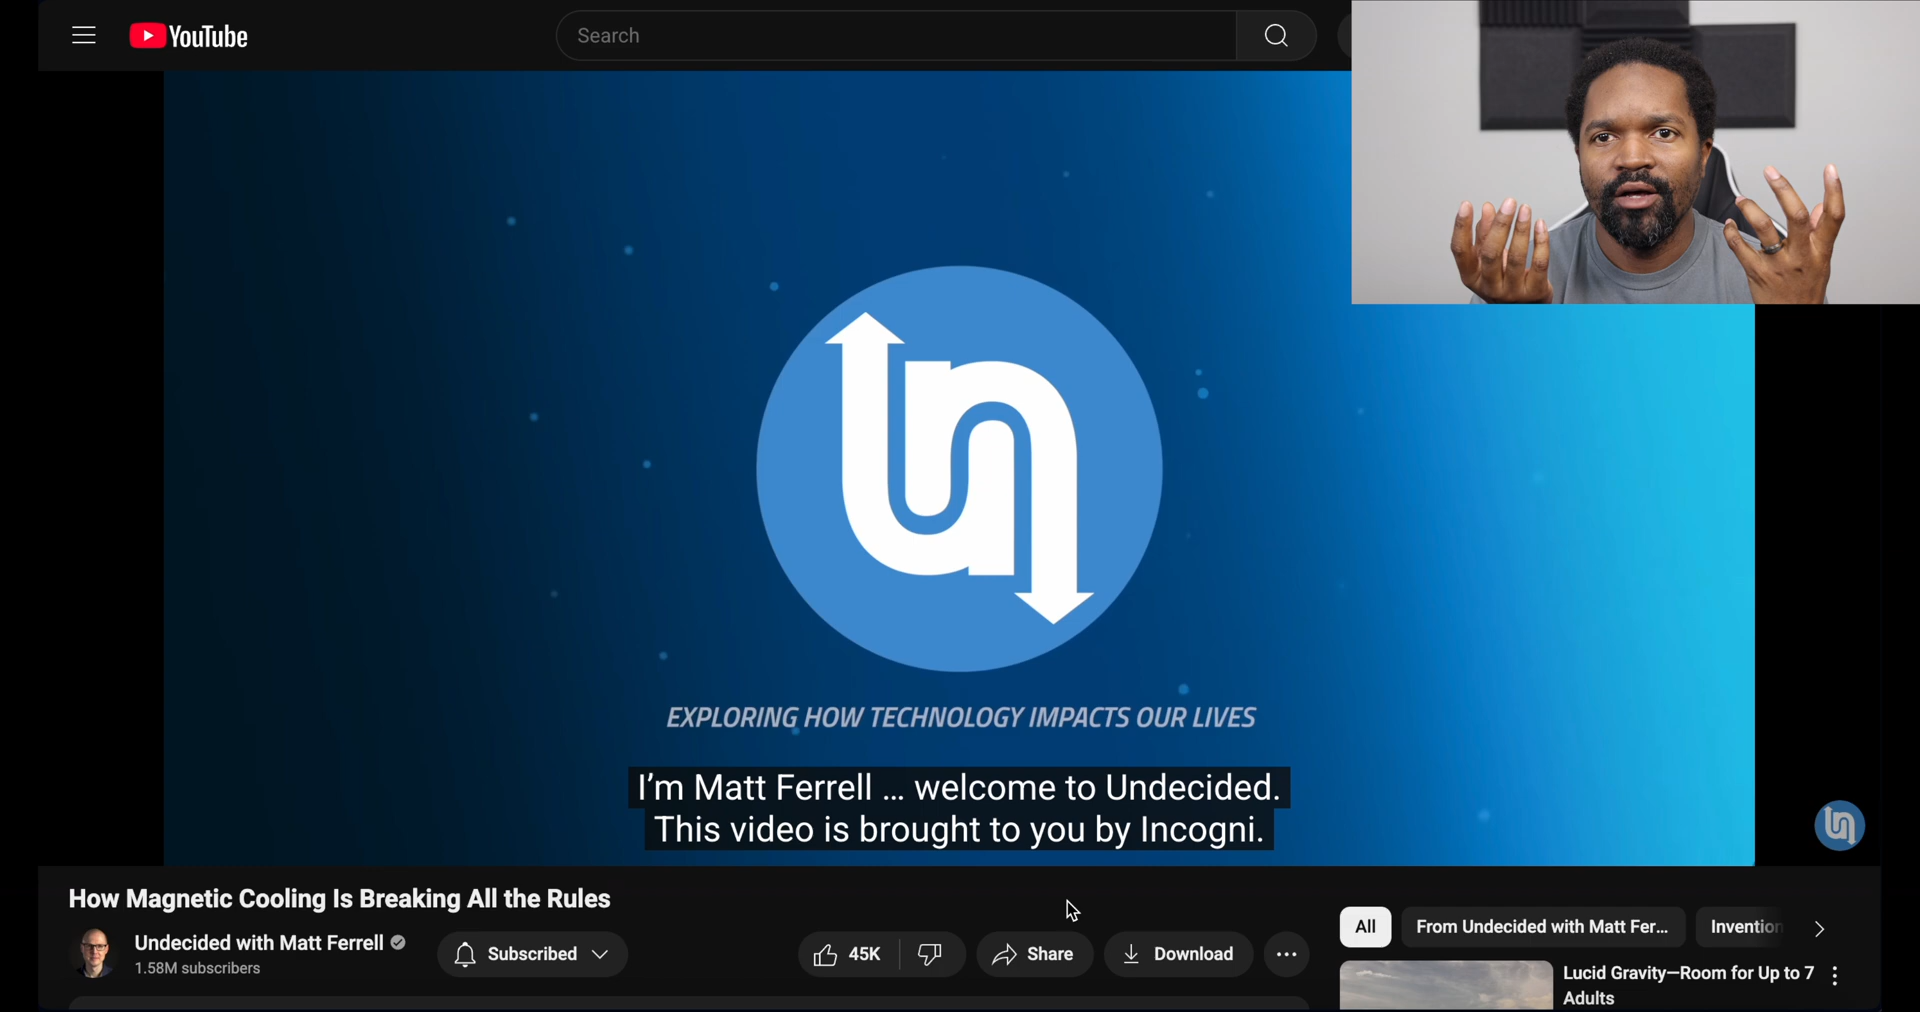 YouTube
Search
EXPLORING HOW TECHNOLOGY IMPACTS OUR LIVES
I'm Matt Ferrell ... welcome to Undecided.
This video is brought to you by Incogni.
How Magnetic Cooling Is Breaking All the Rules
Undecided with Matt Ferrell
1.58M subscribers
Subscribed
45K
Share
Download
All
From Undecided with Matt Fer...
Invention
Lucid Gravity—Room for Up to 7
Adults